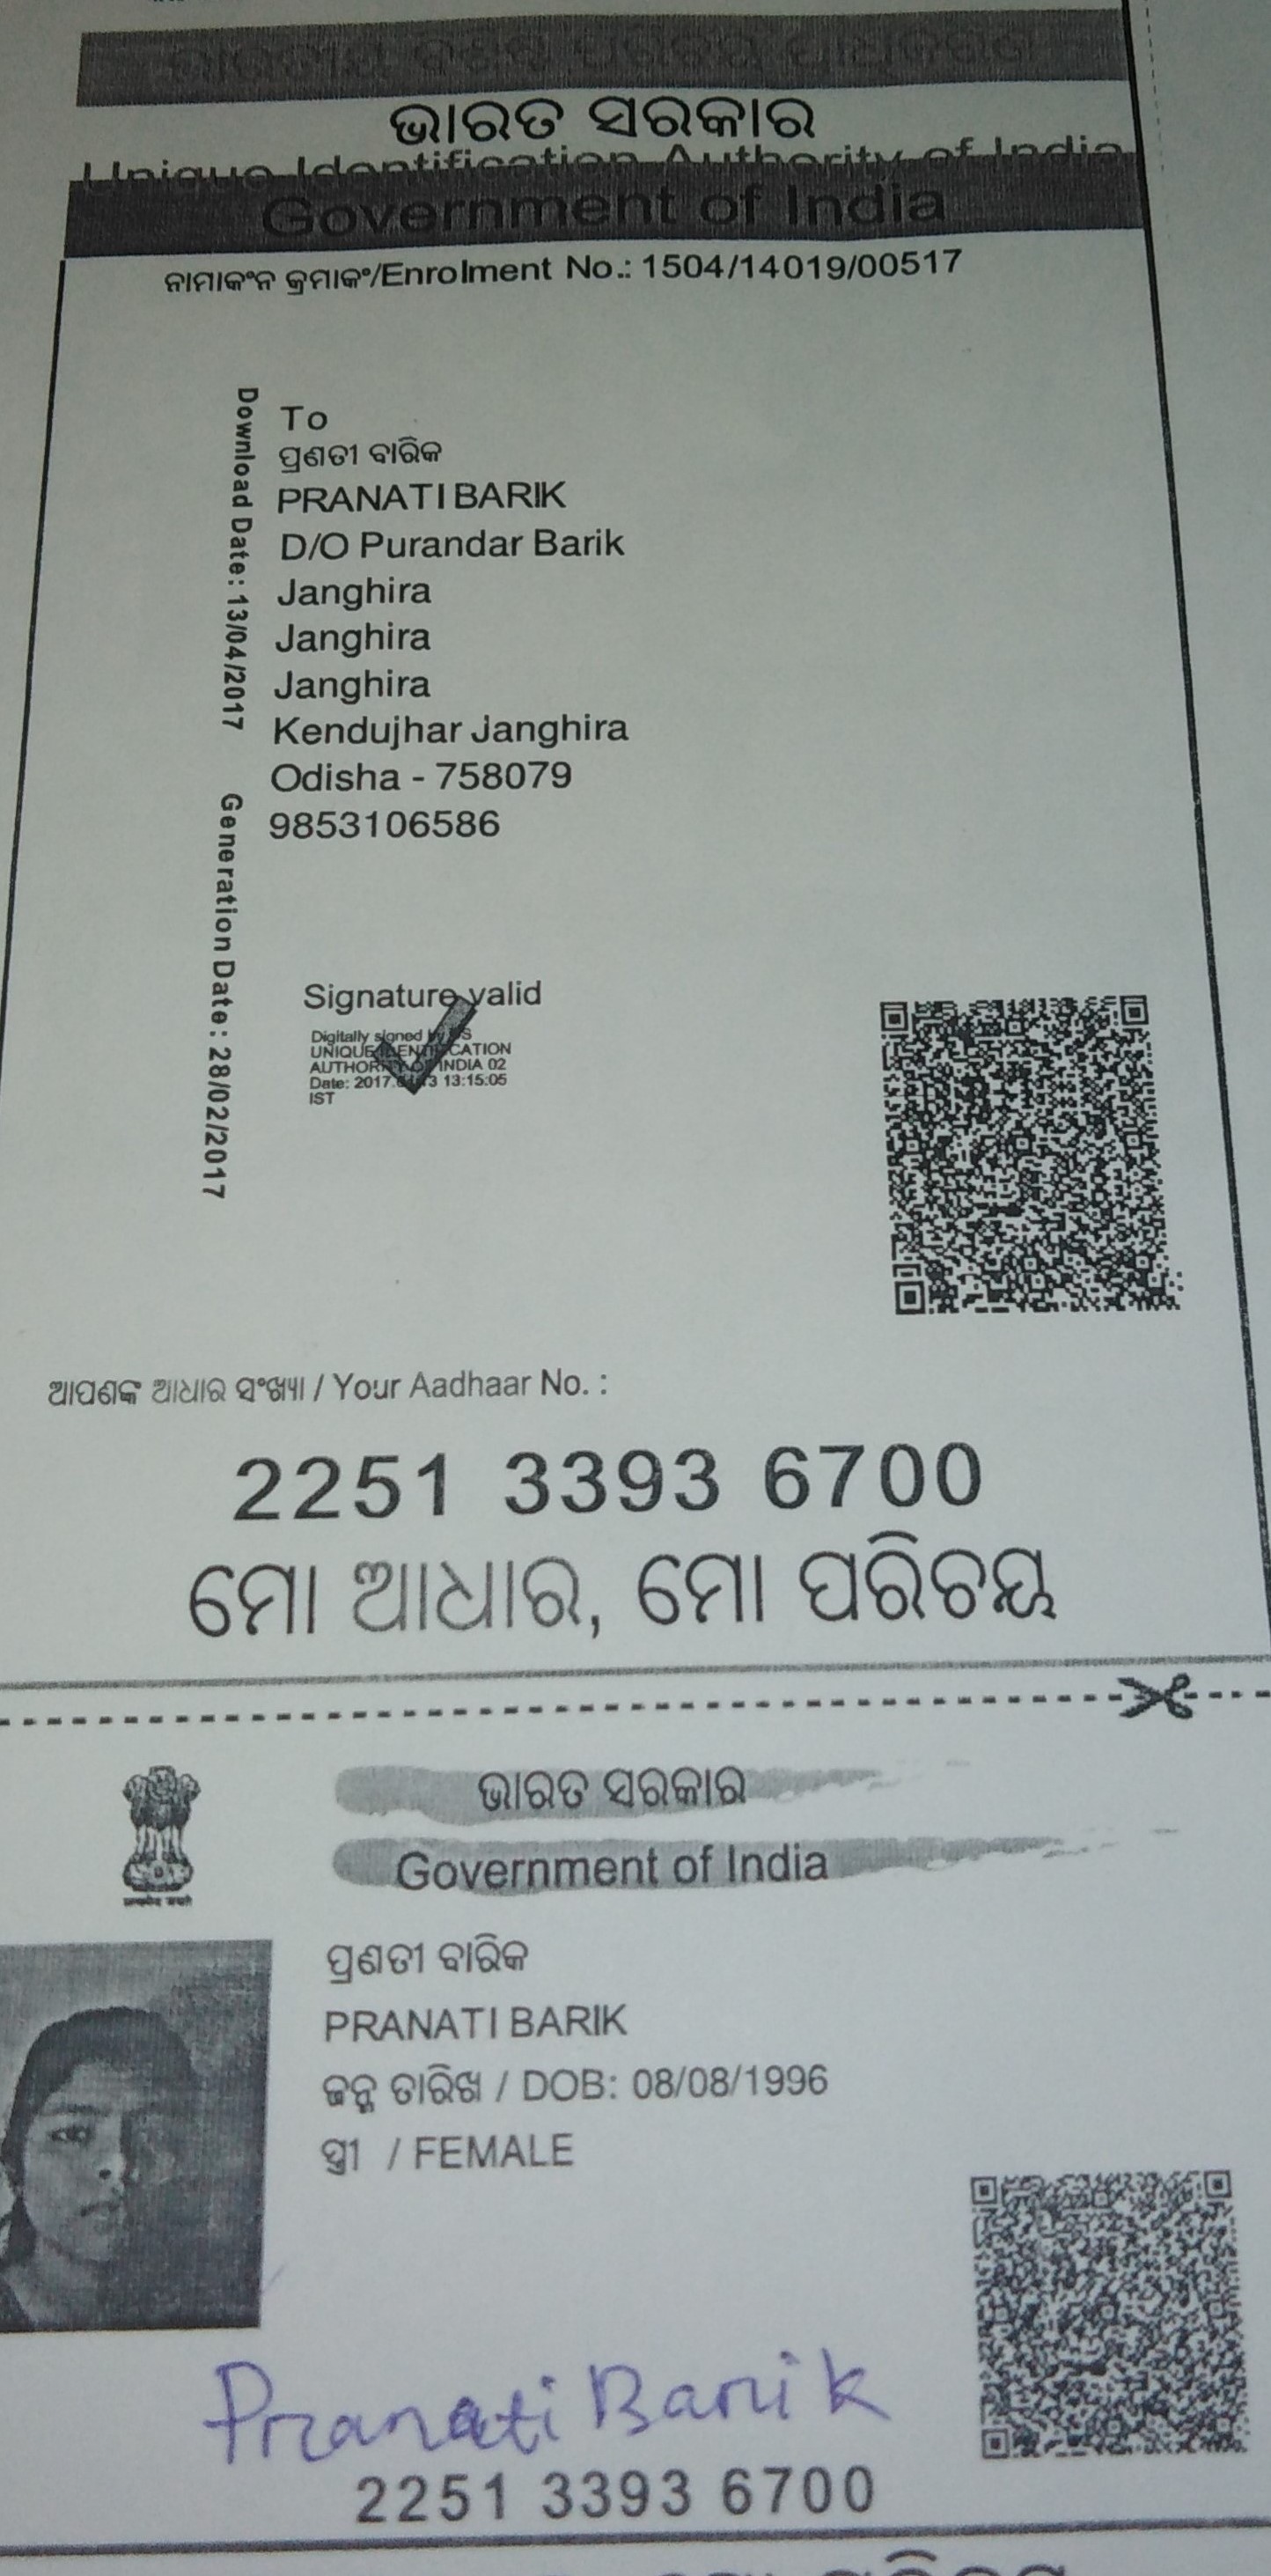 ଭାରତ ସରକାର
Unique Identification Authority of India
Government of India
ନାମାଙ୍କନ କ୍ରମାଙ୍କ/Enrolment No.: 1504/14019/00517
Download Date: 13/04/2017 Generation Date: 28/02/2017
To
ପ୍ରଣତୀ ବାରିକ
PRANATI BARIK
D/O Purandar Barik
Janghira
Janghira
Janghira
Kendujhar Janghira
Odisha - 758079
9853106586
Signature valid
Digitally signed by DS
UNIQUE IDENTIFICATION
AUTHORITY OF INDIA 02
Date: 2017 13:15:05
IST
ଆପଣଙ୍କ ଆଧାର ସଂଖ୍ୟା / Your Aadhaar No. :
2251 3393 6700
ମୋ ଆଧାର, ମୋ ପରିଚୟ
ଭାରତ ସରକାର
Government of India
ପ୍ରଣତୀ ବାରିକ
PRANATI BARIK
ଜନ୍ମ ତାରିଖ / DOB: 08/08/1996
ସ୍ତ୍ରୀ / FEMALE
Pranati Barik
2251 3393 6700